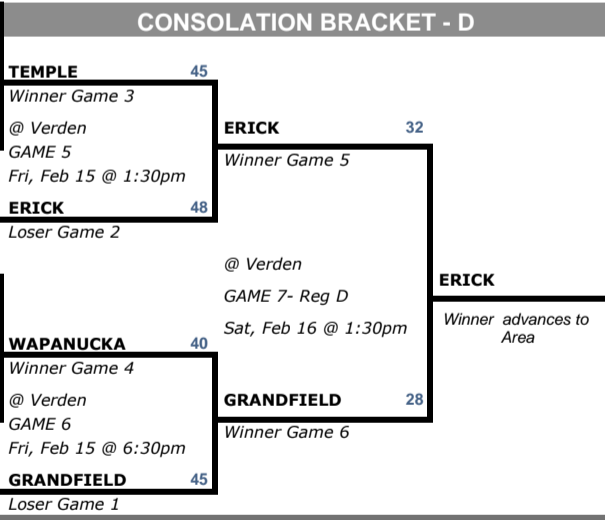 CONSOLATION BRACKET - D
TEMPLE 45
Winner Game 3
@ Verden
GAME 5
Fri, Feb 15 @ 1:30pm
ERICK 48
Loser Game 2
ERICK 32
Winner Game 5
@ Verden
GAME 7- Reg D
Sat, Feb 16 @ 1:30pm
WAPANUCKA 40
Winner Game 4
@ Verden
GAME 6
Fri, Feb 15 @ 6:30pm
GRANDFIELD 45
Loser Game 1
GRANDFIELD 28
Winner Game 6
ERICK
Winner advances to
Area